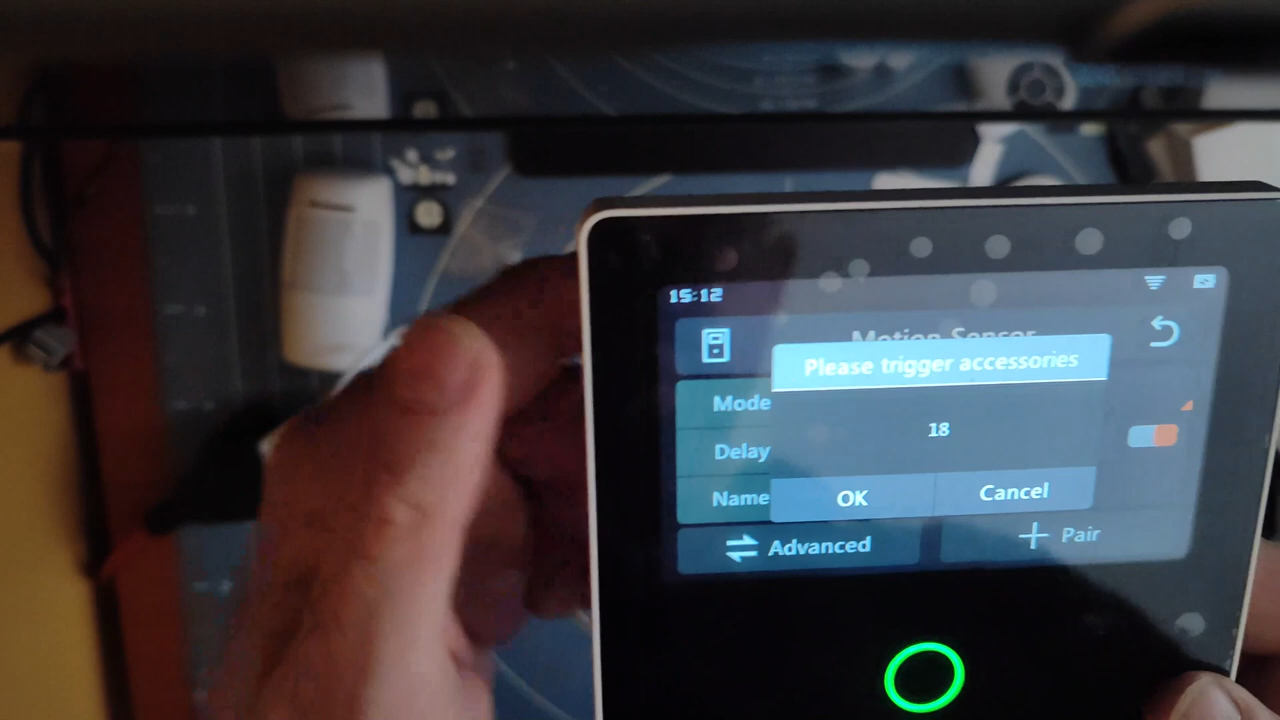 15:12
Motion Sensor
Please trigger accessories
Mode
18
Delay
Name
OK
Cancel
Advanced
Pair